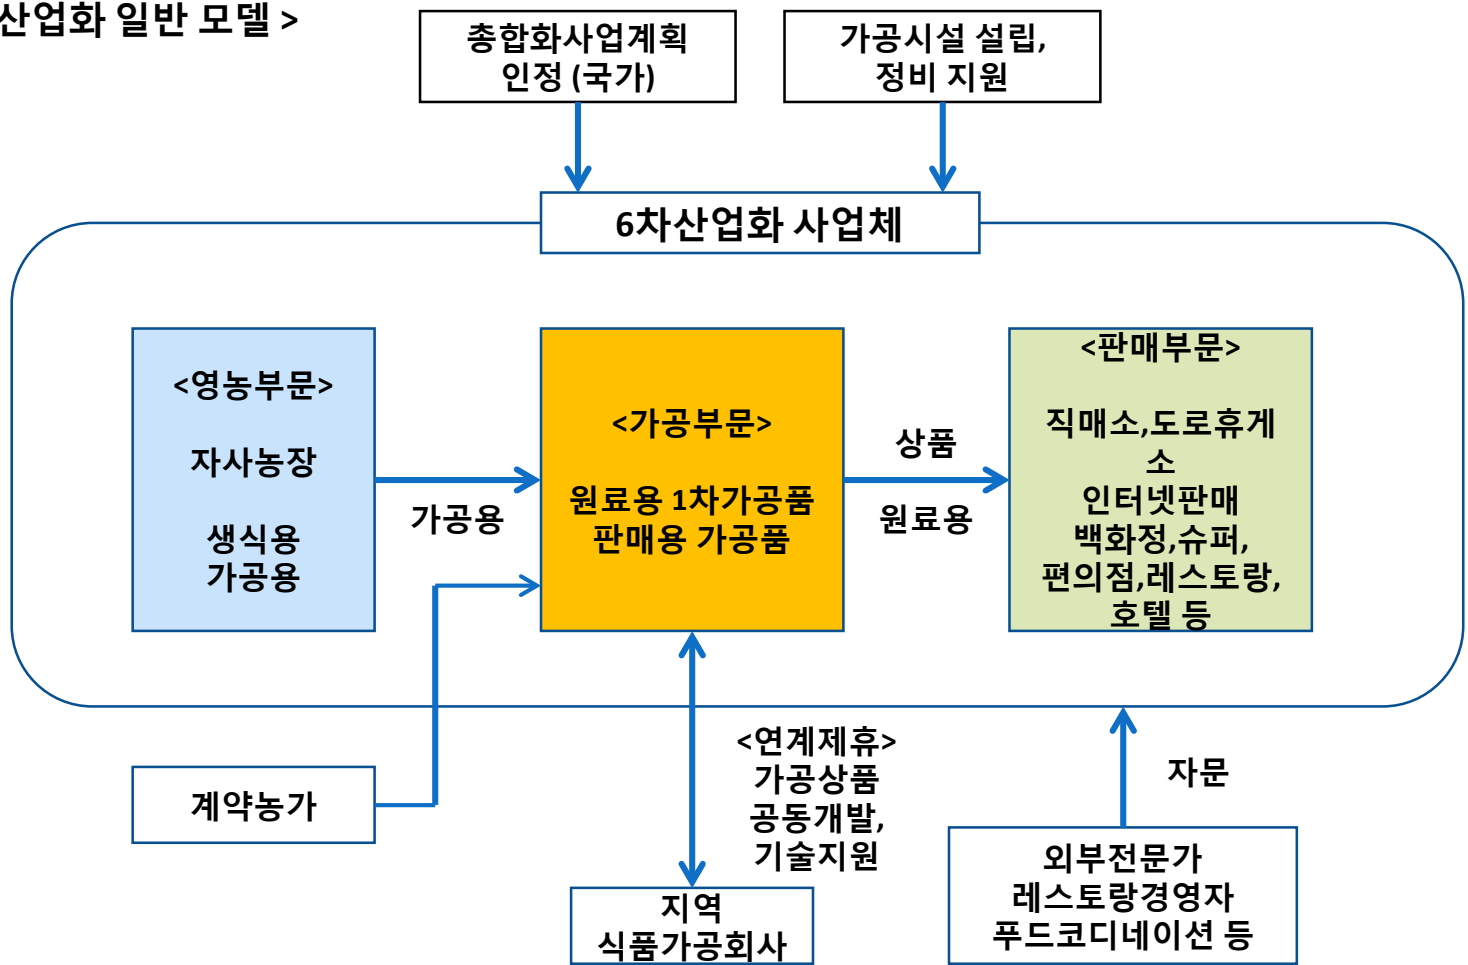 산업화 일반 모델 >
총합화사업계획
인정 (국가)
가공시설 설립,
정비 지원
6차산업화 사업체
<영농부문>
자사농장
생식용
가공용
가공용
<가공부문>
원료용 1차가공품
판매용 가공품
상품
원료용
<판매부문>
직매소,도로휴게
소
인터넷판매
백화정,슈퍼,
편의점,레스토랑,
호텔 등
계약농가
<연계제휴>
가공상품
공동개발,
기술지원
지역
식품가공회사
자문
외부전문가
레스토랑경영자
푸드코디네이션 등